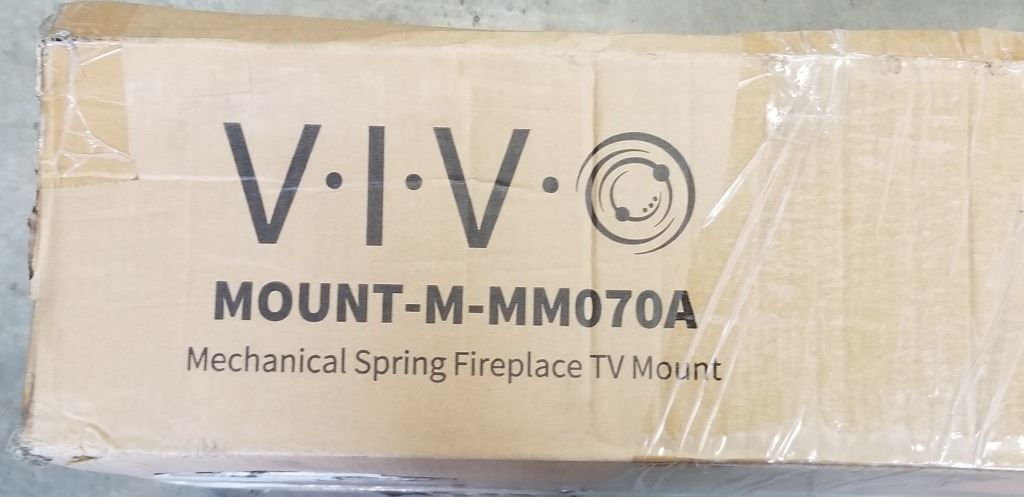 V·I·V·O
MOUNT-M-MM070A
Mechanical Spring Fireplace TV Mount